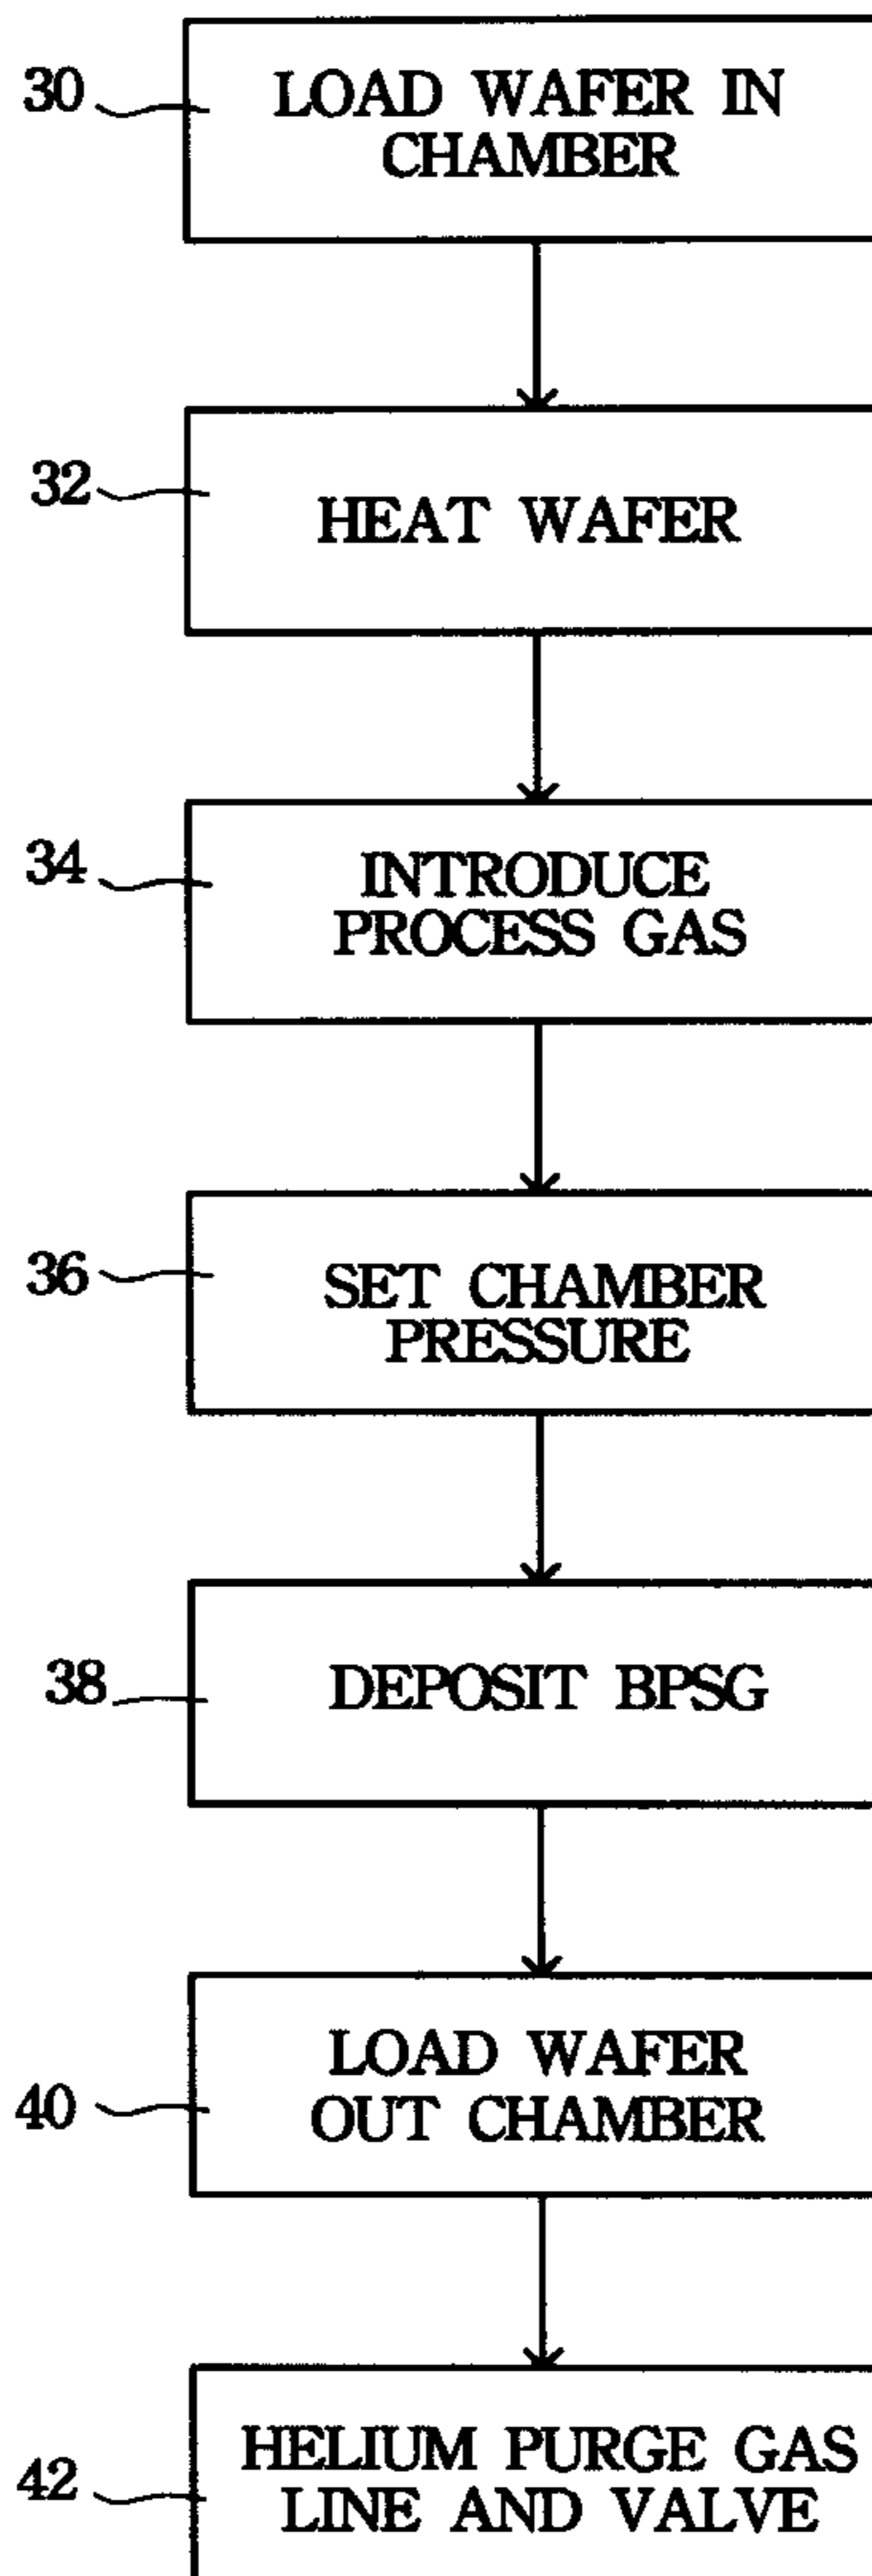 30
LOAD WAFER IN
CHAMBER
32
HEAT WAFER
34
INTRODUCE
PROCESS GAS
36
SET CHAMBER
PRESSURE
38
DEPOSIT BPSG
40
LOAD WAFER
OUT CHAMBER
42
HELIUM PURGE GAS
LINE AND VALVE